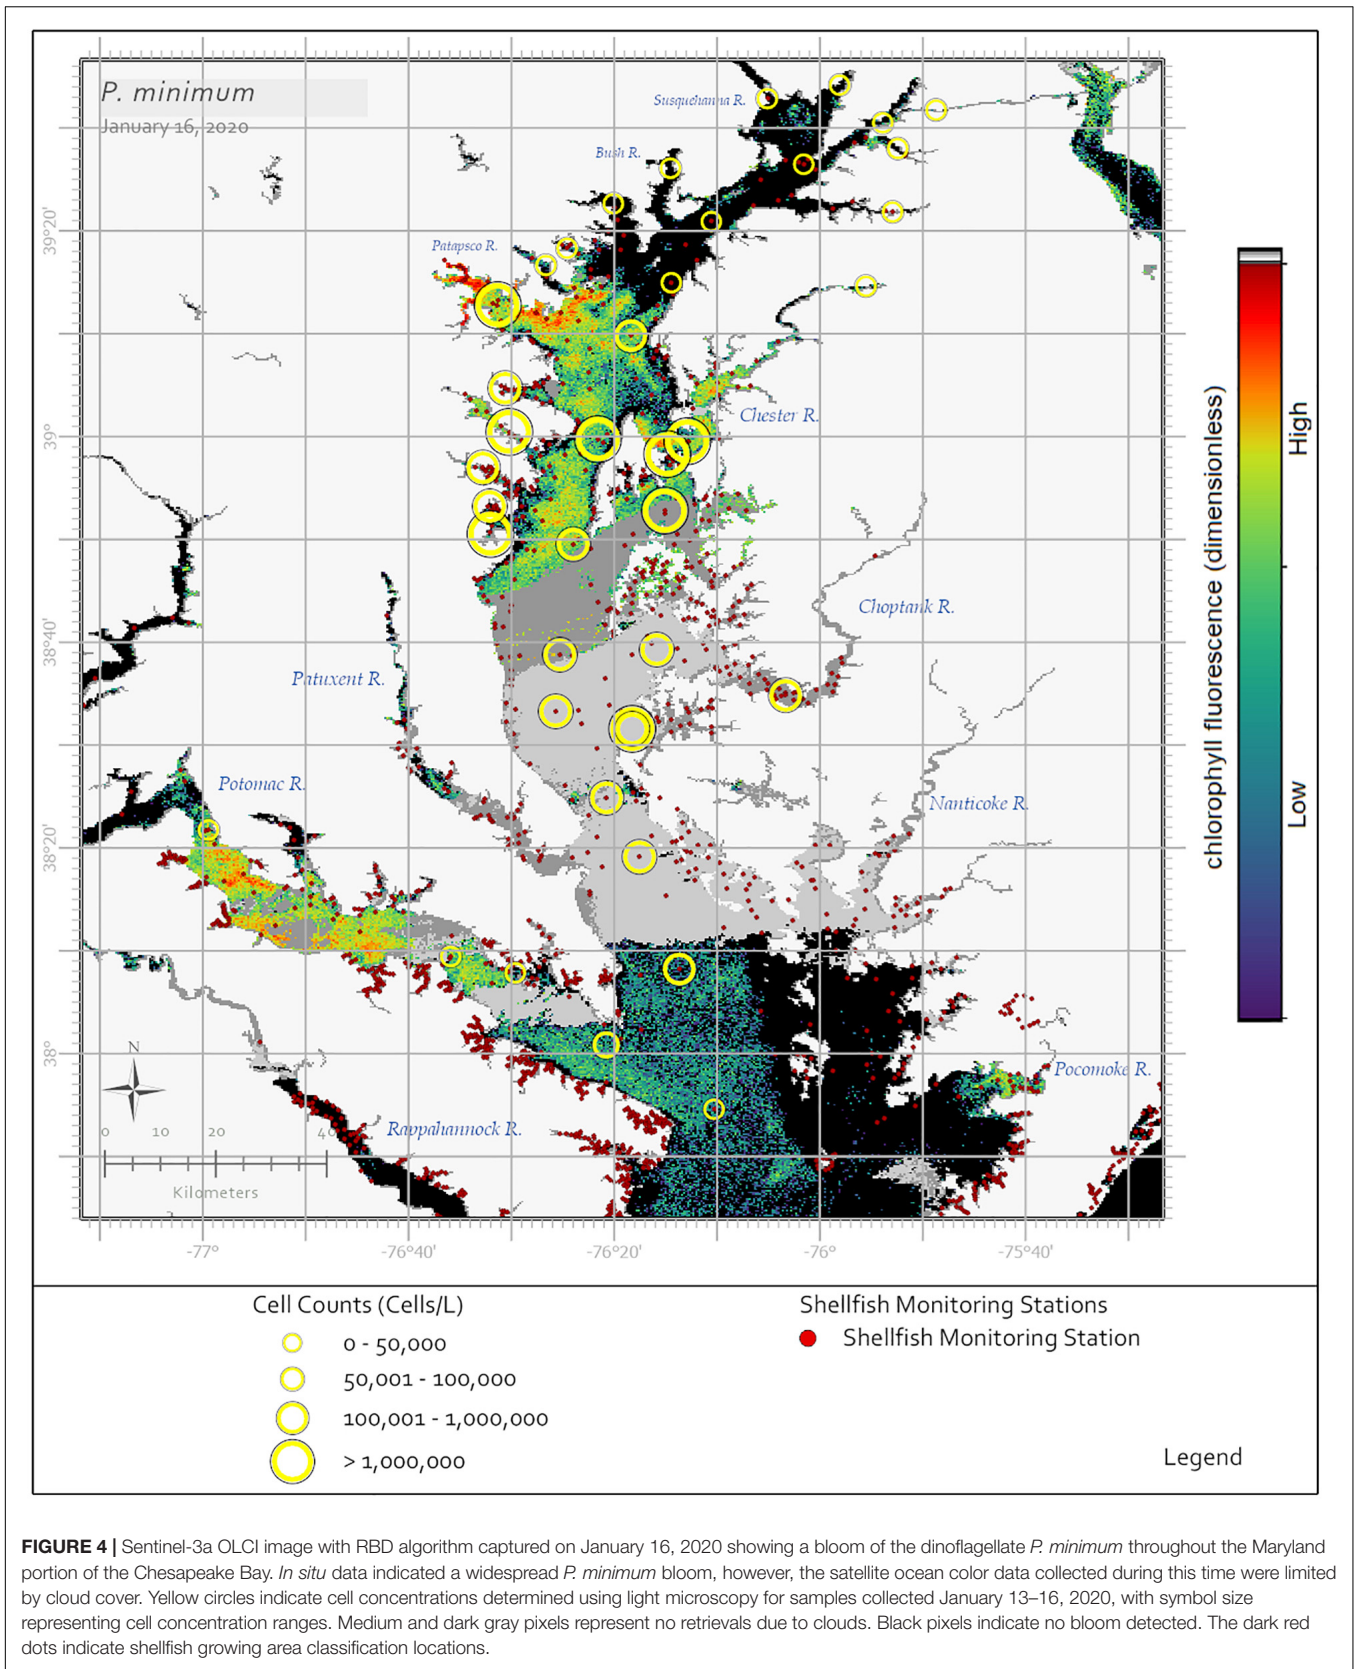 P. minimum
January 16, 2020
Susquehanna R.
Bush R.
39°20'
Patapsco R.
Chester R.
39°
Choptank R.
38°40'
Patuxent R.
Potomac R.
Nanticoke R.
38°20'
38°
N
Pocomoke R.
Rappahannock R.
0 10 20 40
Kilometers
-77° -76°40' -76°20' -76° -75°40'
chlorophyll fluorescence (dimensionless)
High
Low
Cell Counts (Cells/L)
0 - 50,000
50,001 - 100,000
100,001 - 1,000,000
> 1,000,000
Shellfish Monitoring Stations
Shellfish Monitoring Station
Legend
FIGURE 4 | Sentinel-3a OLCI image with RBD algorithm captured on January 16, 2020 showing a bloom of the dinoflagellate P. minimum throughout the Maryland
portion of the Chesapeake Bay. In situ data indicated a widespread P. minimum bloom, however, the satellite ocean color data collected during this time were limited
by cloud cover. Yellow circles indicate cell concentrations determined using light microscopy for samples collected January 13–16, 2020, with symbol size
representing cell concentration ranges. Medium and dark gray pixels represent no retrievals due to clouds. Black pixels indicate no bloom detected. The dark red
dots indicate shellfish growing area classification locations.